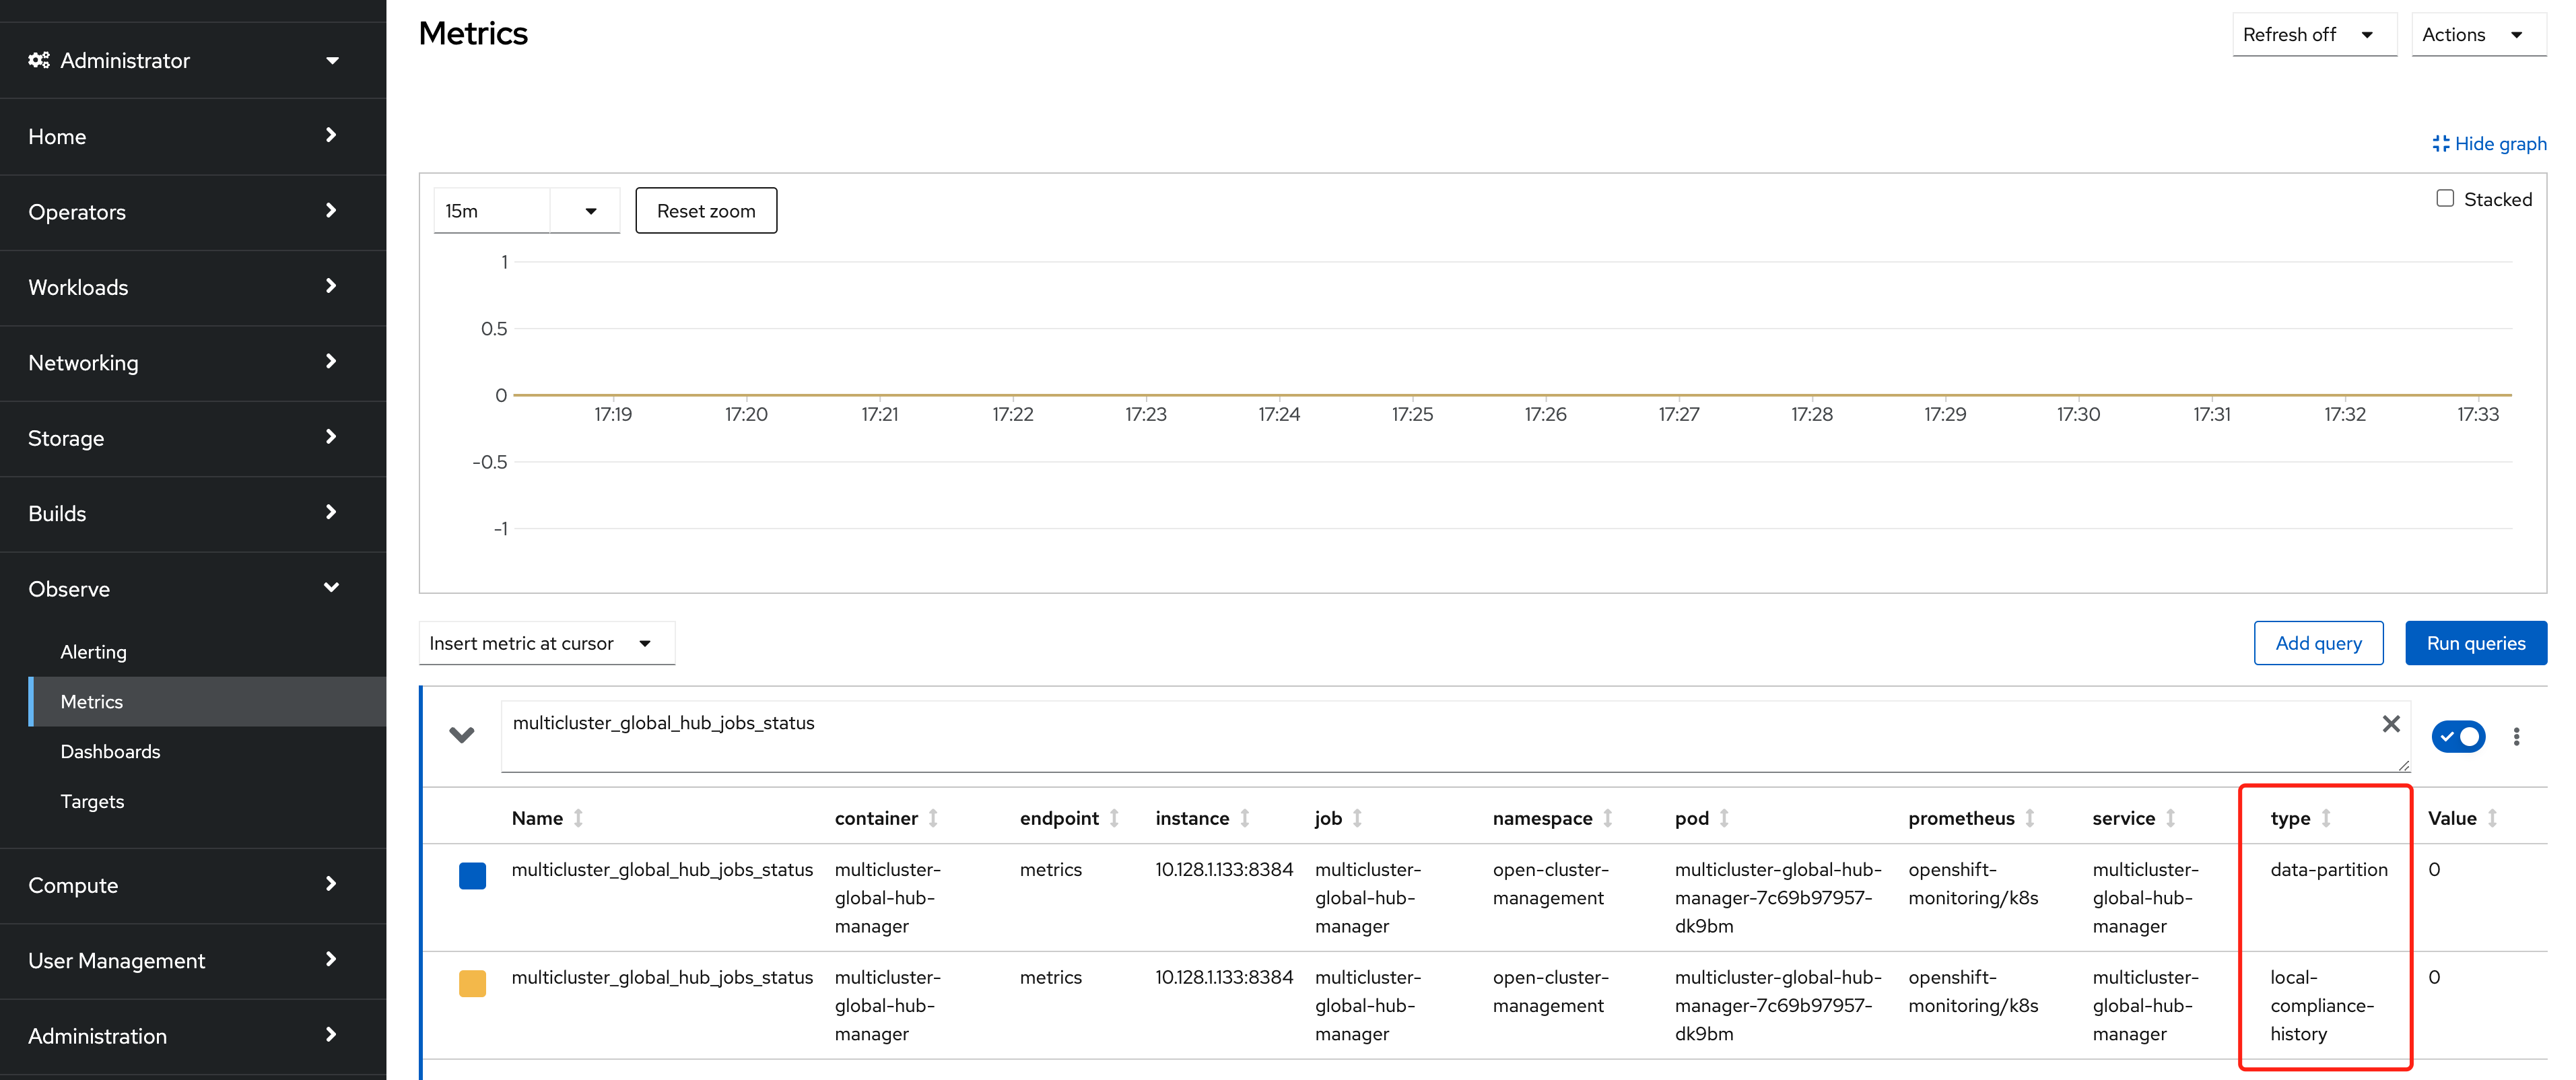 Administrator
Home
Operators
Workloads
Networking
Storage
Builds
Observe
Alerting
Metrics
Dashboards
Targets
Compute
User Management
Administration
Metrics
Refresh off
Actions
Hide graph
15m
Reset zoom
Stacked
1
0.5
0
-0.5
-1
17:19 17:20 17:21 17:22 17:23 17:24 17:25 17:26 17:27 17:28 17:29 17:30 17:31 17:32 17:33
Insert metric at cursor
Add query
Run queries
multicluster_global_hub_jobs_status
Name container endpoint instance job namespace pod prometheus service type Value
multicluster_global_hub_jobs_status multicluster- metrics 10.128.1.133:8384 multicluster- open-cluster- multicluster-global-hub- openshift- multicluster- data-partition 0
global-hub- global-hub- management manager-7c69b97957- monitoring/k8s global-hub-
manager manager dk9bm manager
multicluster_global_hub_jobs_status multicluster- metrics 10.128.1.133:8384 multicluster- open-cluster- multicluster-global-hub- openshift- multicluster- local- 0
global-hub- global-hub- management manager-7c69b97957- monitoring/k8s global-hub- compliance-
manager manager dk9bm manager history